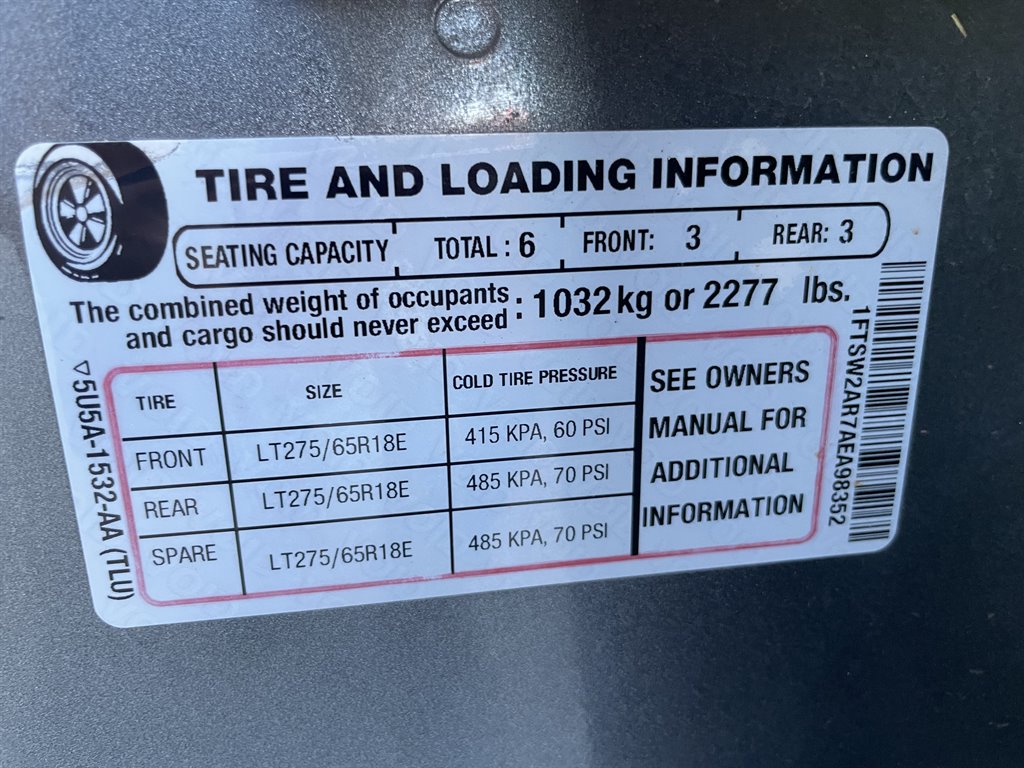 TIRE AND LOADING INFORMATION
SEATING CAPACITY TOTAL : 6 FRONT: 3 REAR: 3
The combined weight of occupants
and cargo should never exceed : 1032 kg or 2277 lbs.
TIRE SIZE COLD TIRE PRESSURE
FRONT LT275/65R18E 415 KPA, 60 PSI
REAR LT275/65R18E 485 KPA, 70 PSI
SPARE LT275/65R18E 485 KPA, 70 PSI
SEE OWNERS
MANUAL FOR
ADDITIONAL
INFORMATION
5U5A-1532-AA (TLU)
1FTSW2AR7AEA98352